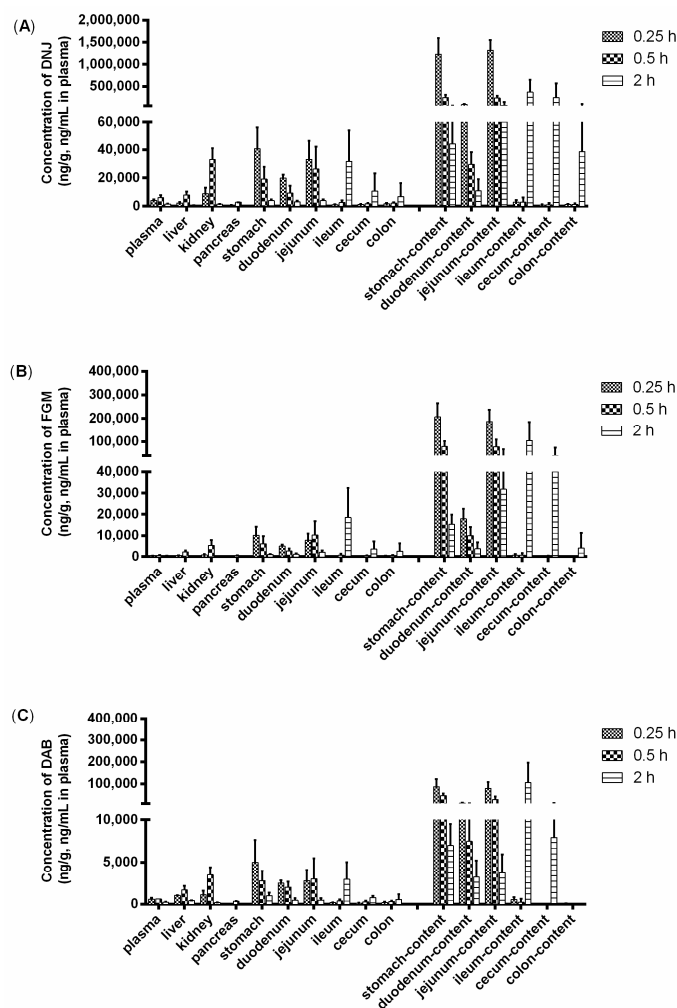 (A)
Concentration of DNJ
(ng/g, ng/mL in plasma)
2,000,000
1,500,000
1,000,000
500,000
60,000
40,000
20,000
0
0.25 h
0.5 h
2 h
plasma
liver
kidney
pancreas
stomach
duodenum
jejunum
ileum
cecum
colon
stomach-content
duodenum-content
jejunum-content
ileum-content
cecum-content
colon-content
(B)
Concentration of FGM
(ng/g, ng/mL in plasma)
400,000
300,000
200,000
100,000
40,000
30,000
20,000
10,000
0
0.25 h
0.5 h
2 h
plasma
liver
kidney
pancreas
stomach
duodenum
jejunum
ileum
cecum
colon
stomach-content
duodenum-content
jejunum-content
ileum-content
cecum-content
colon-content
(C)
Concentration of DAB
(ng/g, ng/mL in plasma)
400,000
300,000
200,000
100,000
10,000
5,000
0
0.25 h
0.5 h
2 h
plasma
liver
kidney
pancreas
stomach
duodenum
jejunum
ileum
cecum
colon
stomach-content
duodenum-content
jejunum-content
ileum-content
cecum-content
colon-content